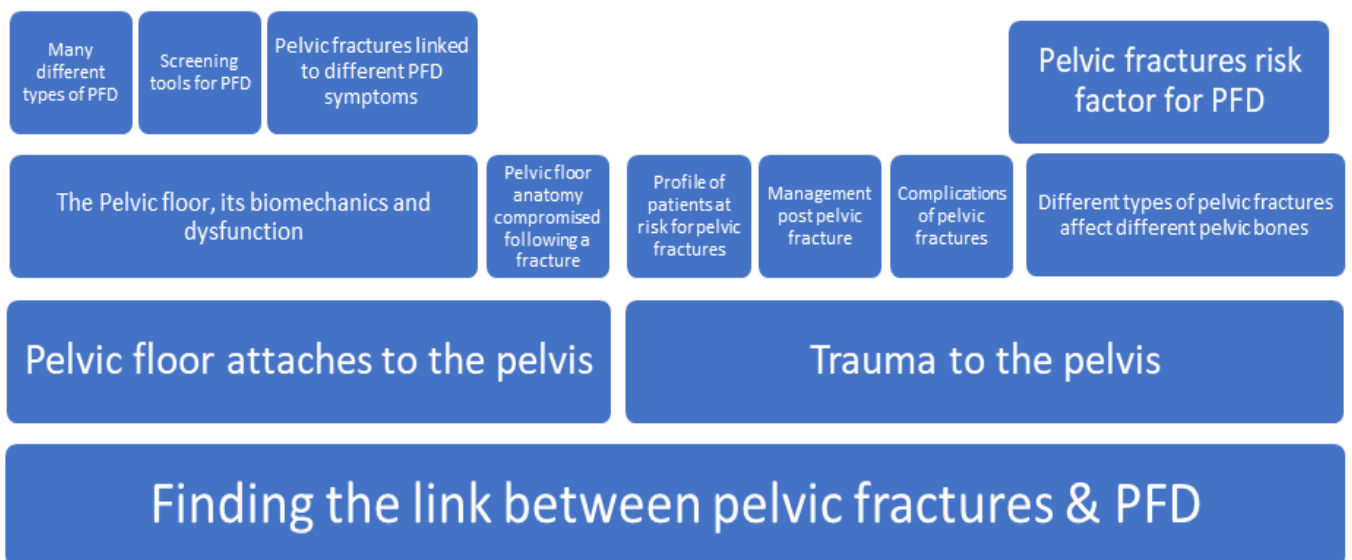 Many
different
types of PFD
Screening
tools for PFD
Pelvic fractures linked
to different PFD
symptoms
Pelvic fractures risk
factor for PFD
The Pelvic floor, its biomechanics and
dysfunction
Pelvic floor
anatomy
compromised
following a
fracture
Profile of
patients at
risk for pelvic
fractures
Management
post pelvic
fracture
Complications
of pelvic
fractures
Different types of pelvic fractures
affect different pelvic bones
Pelvic floor attaches to the pelvis
Trauma to the pelvis
Finding the link between pelvic fractures & PFD